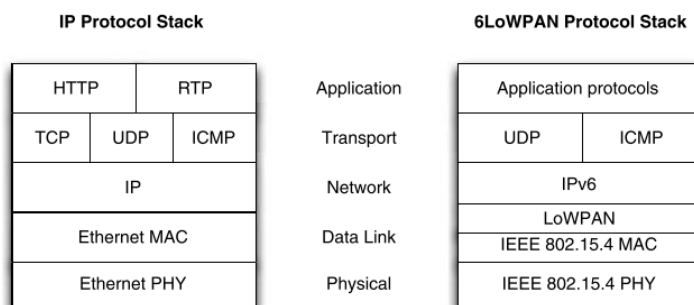 IP Protocol Stack 6LoWPAN Protocol Stack
HTTP RTP Application Application protocols
TCP UDP ICMP Transport UDP ICMP
IP Network IPv6
Ethernet MAC Data Link LoWPAN
IEEE 802.15.4 MAC
Ethernet PHY Physical IEEE 802.15.4 PHY